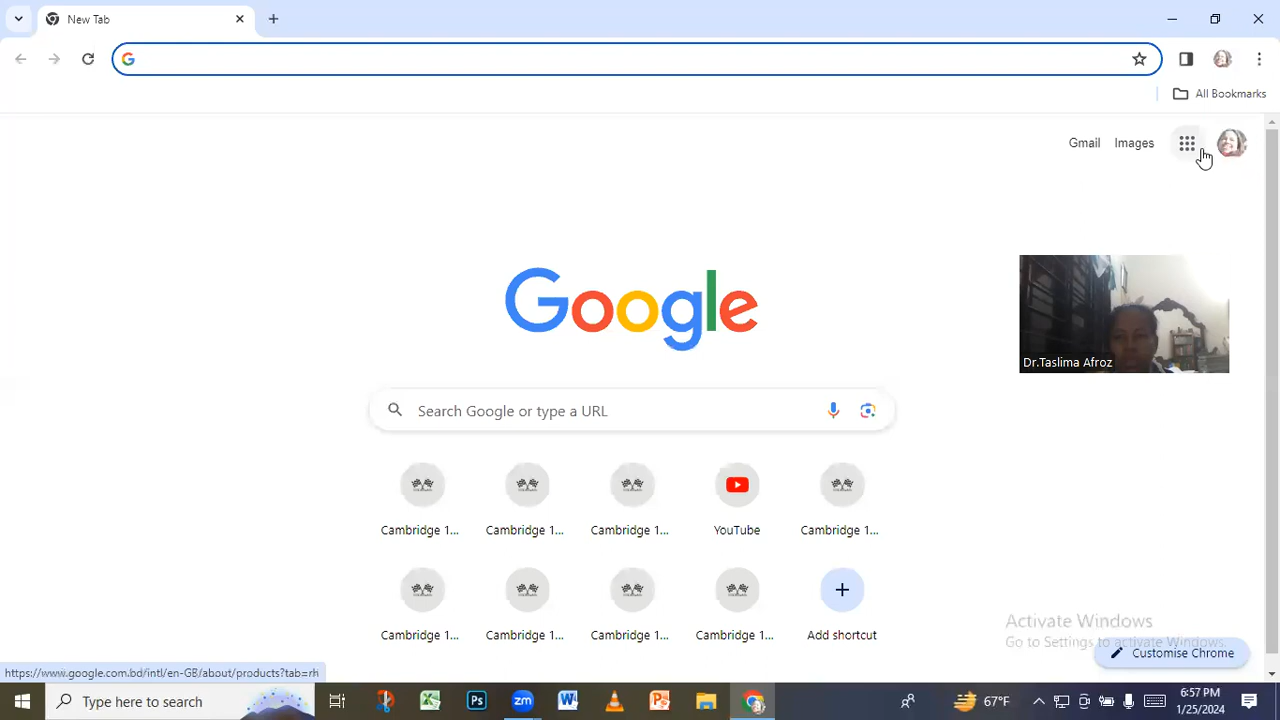 New Tab
All Bookmarks
Gmail Images
Google
Dr.Taslima Afroz
Search Google or type a URL
Cambridge 1... Cambridge 1... Cambridge 1... YouTube Cambridge 1...
Cambridge 1... Cambridge 1... Cambridge 1... Cambridge 1... Add shortcut
Activate Windows
Go to Settings to activate Windows.
Customise Chrome
https://www.google.com.bd/intl/en-GB/about/products?tab=rh
Type here to search
zm
67°F
6:57 PM
1/25/2024